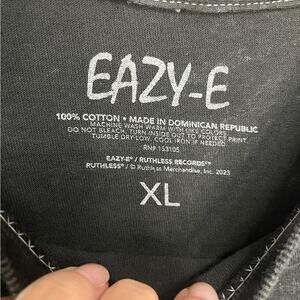 EAZY-E
100% COTTON • MADE IN DOMINICAN REPUBLIC
MACHINE WASH WARM WITH LIKE COLORS
DO NOT BLEACH. TURN INSIDE OUT TO PROTECT PRINT.
TUMBLE DRY-LOW. COOL IRON IF NEEDED
RN# 153105
EAZY-E® / RUTHLESS RECORDS™
RUTHLESS® / © Ruthless Merchandise, Inc. 2023
XL